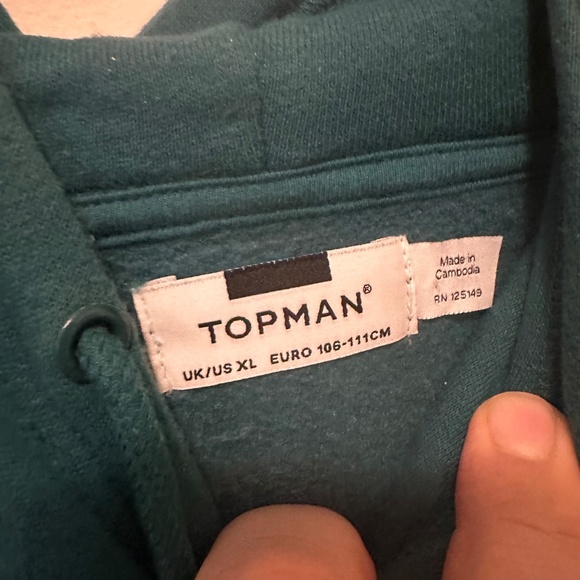 TOPMAN®
UK/US XL EURO 106-111CM
Made in
Cambodia
RN 125149